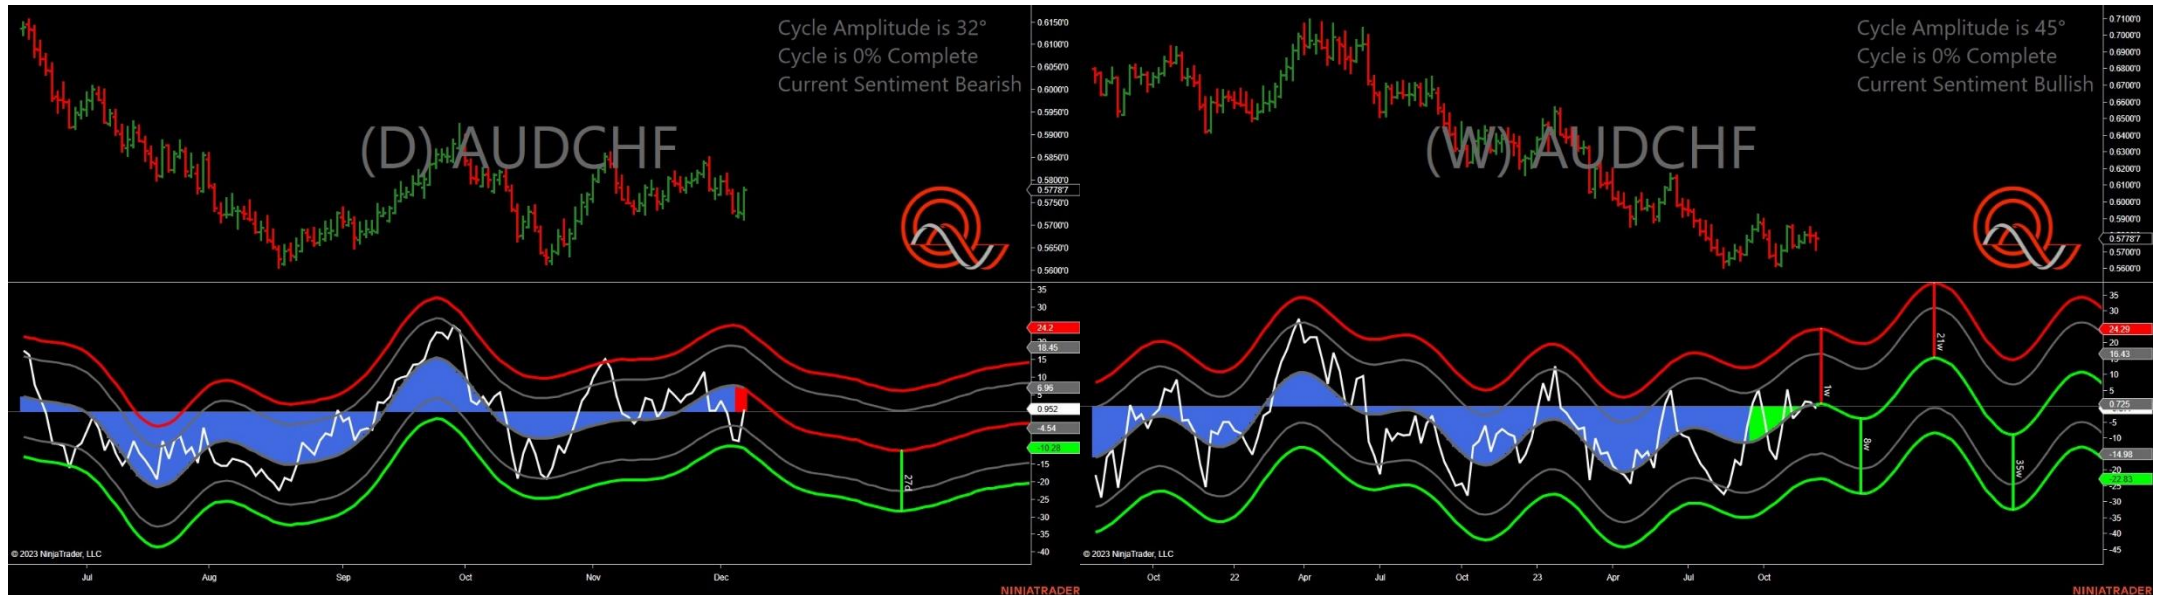 Cycle Amplitude is 32°
Cycle is 0% Complete
Current Sentiment Bearish
(D) AUDCHF
0.6150'0
0.6100'0
0.6050'0
0.6000'0
0.5950'0
0.5900'0
0.5850'0
0.5800'0
0.5778'7
0.5750'0
0.5700'0
0.5650'0
0.5600'0
35
30
24.2
20
18.45
15
10
6.96
5
0.952
-4.54
-10.28
-15
-20
-25
-30
-35
-40
27d
© 2023 NinjaTrader, LLC
Jul
Aug
Sep
Oct
Nov
Dec
NINJATRADER
Cycle Amplitude is 45°
Cycle is 0% Complete
Current Sentiment Bullish
(W) AUDCHF
0.7100'0
0.7000'0
0.6900'0
0.6800'0
0.6700'0
0.6600'0
0.6500'0
0.6400'0
0.6300'0
0.6200'0
0.6100'0
0.6000'0
0.5900'0
0.5778'7
0.5700'0
0.5600'0
35
30
24.29
20
16.43
10
5
0.725
-5
-10
-14.98
-20
-22.83
-30
-35
-40
-45
1w
8w
21w
35w
© 2023 NinjaTrader, LLC
Oct
22
Apr
Jul
Oct
23
Apr
Jul
Oct
NINJATRADER